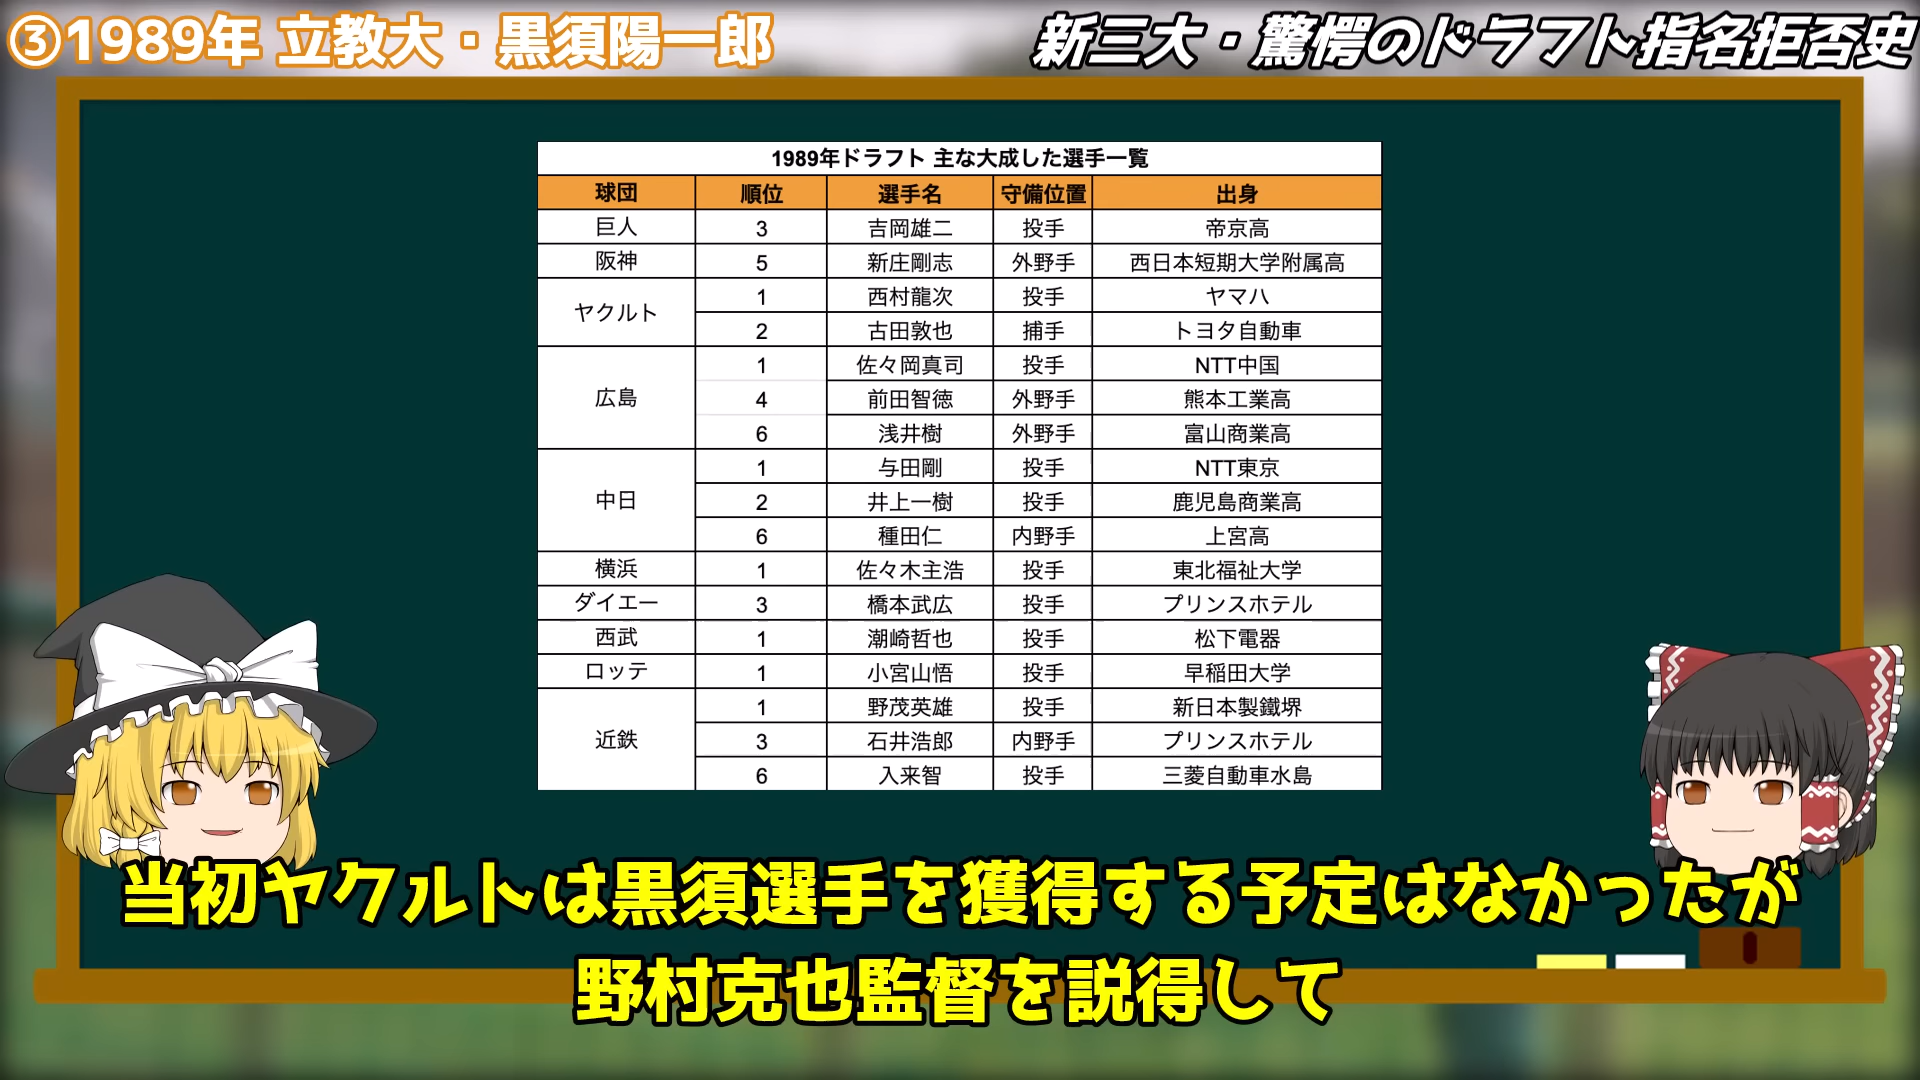 ③1989年 立教大・黒須陽一郎
新三大・驚愕のドラフト指名拒否史
1989年ドラフト 主な大成した選手一覧
球団 順位 選手名 守備位置 出身
巨人 3 吉岡雄二 投手 帝京高
阪神 5 新庄剛志 外野手 西日本短期大学附属高
ヤクルト 1 西村龍次 投手 ヤマハ
2 古田敦也 捕手 トヨタ自動車
広島 1 佐々岡真司 投手 NTT中国
4 前田智徳 外野手 熊本工業高
6 浅井樹 外野手 富山商業高
中日 1 与田剛 投手 NTT東京
2 井上一樹 投手 鹿児島商業高
6 種田仁 内野手 上宮高
横浜 1 佐々木主浩 投手 東北福祉大学
ダイエー 3 橋本武広 投手 プリンスホテル
西武 1 潮崎哲也 投手 松下電器
ロッテ 1 小宮山悟 投手 早稲田大学
近鉄 1 野茂英雄 投手 新日本製鐵堺
3 石井浩郎 内野手 プリンスホテル
6 入来智 投手 三菱自動車水島
当初ヤクルトは黒須選手を獲得する予定はなかったが
野村克也監督を説得して